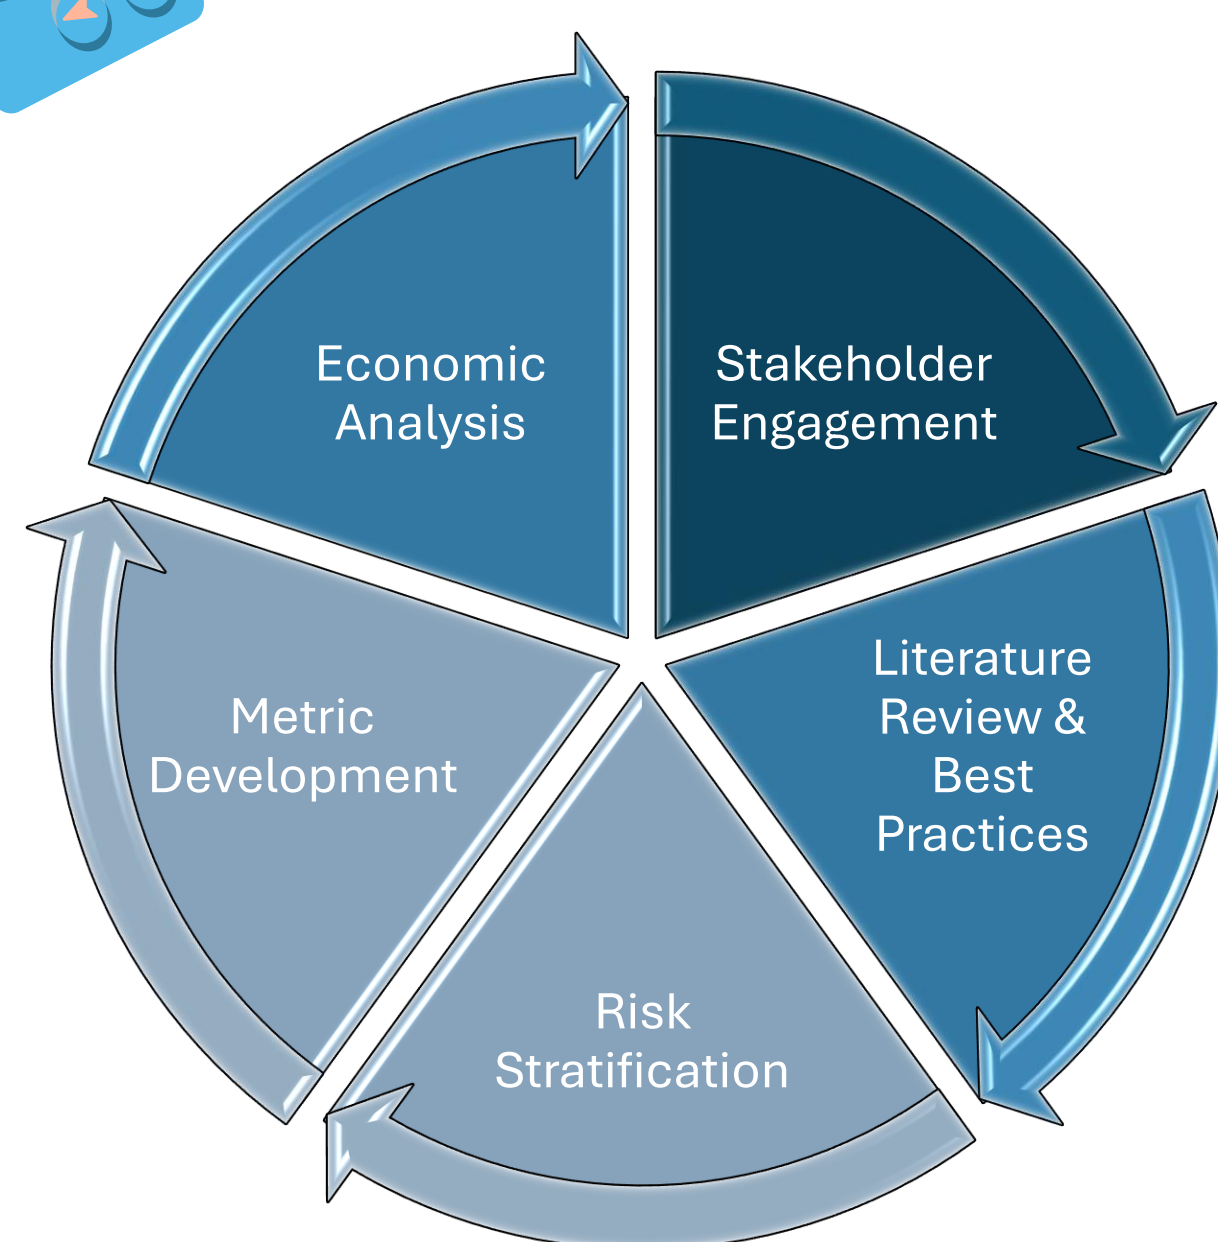 Economic
Analysis
Stakeholder
Engagement
Literature
Review &
Best
Practices
Metric
Development
Risk
Stratification